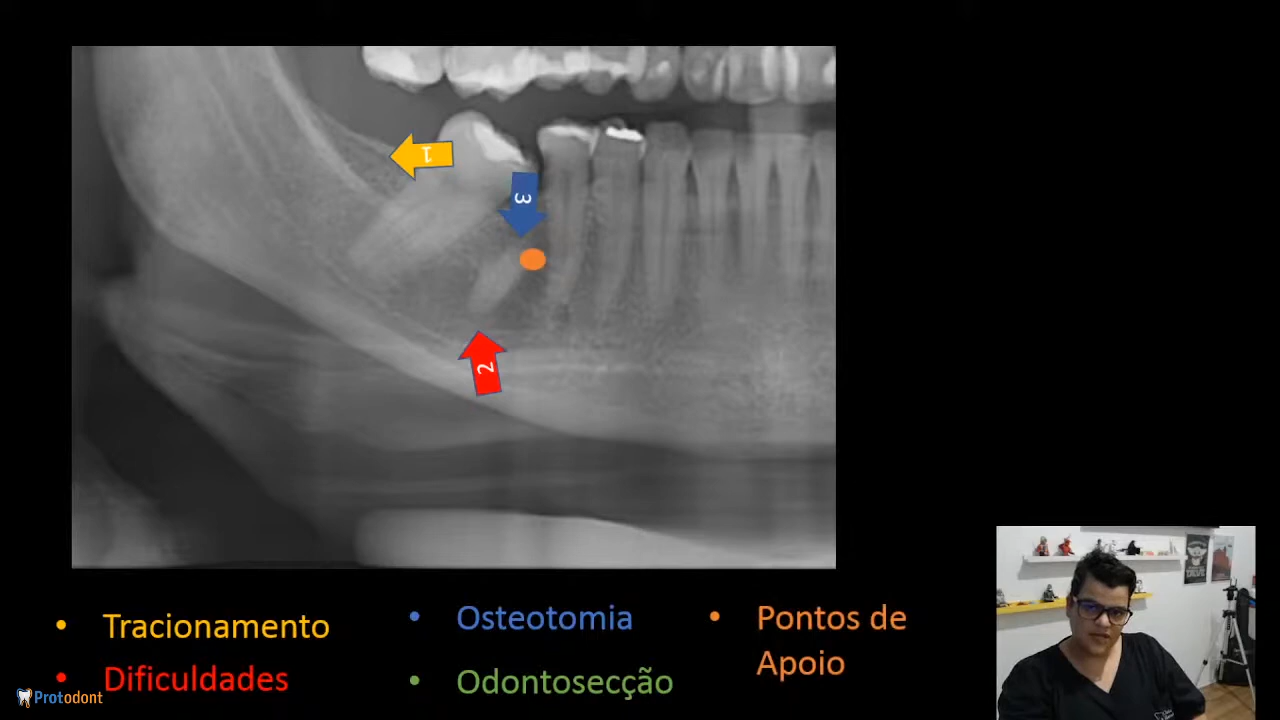 1
3
2
• Tracionamento
• Dificuldades
• Osteotomia
• Odontosecção
• Pontos de
Apoio
Protodont